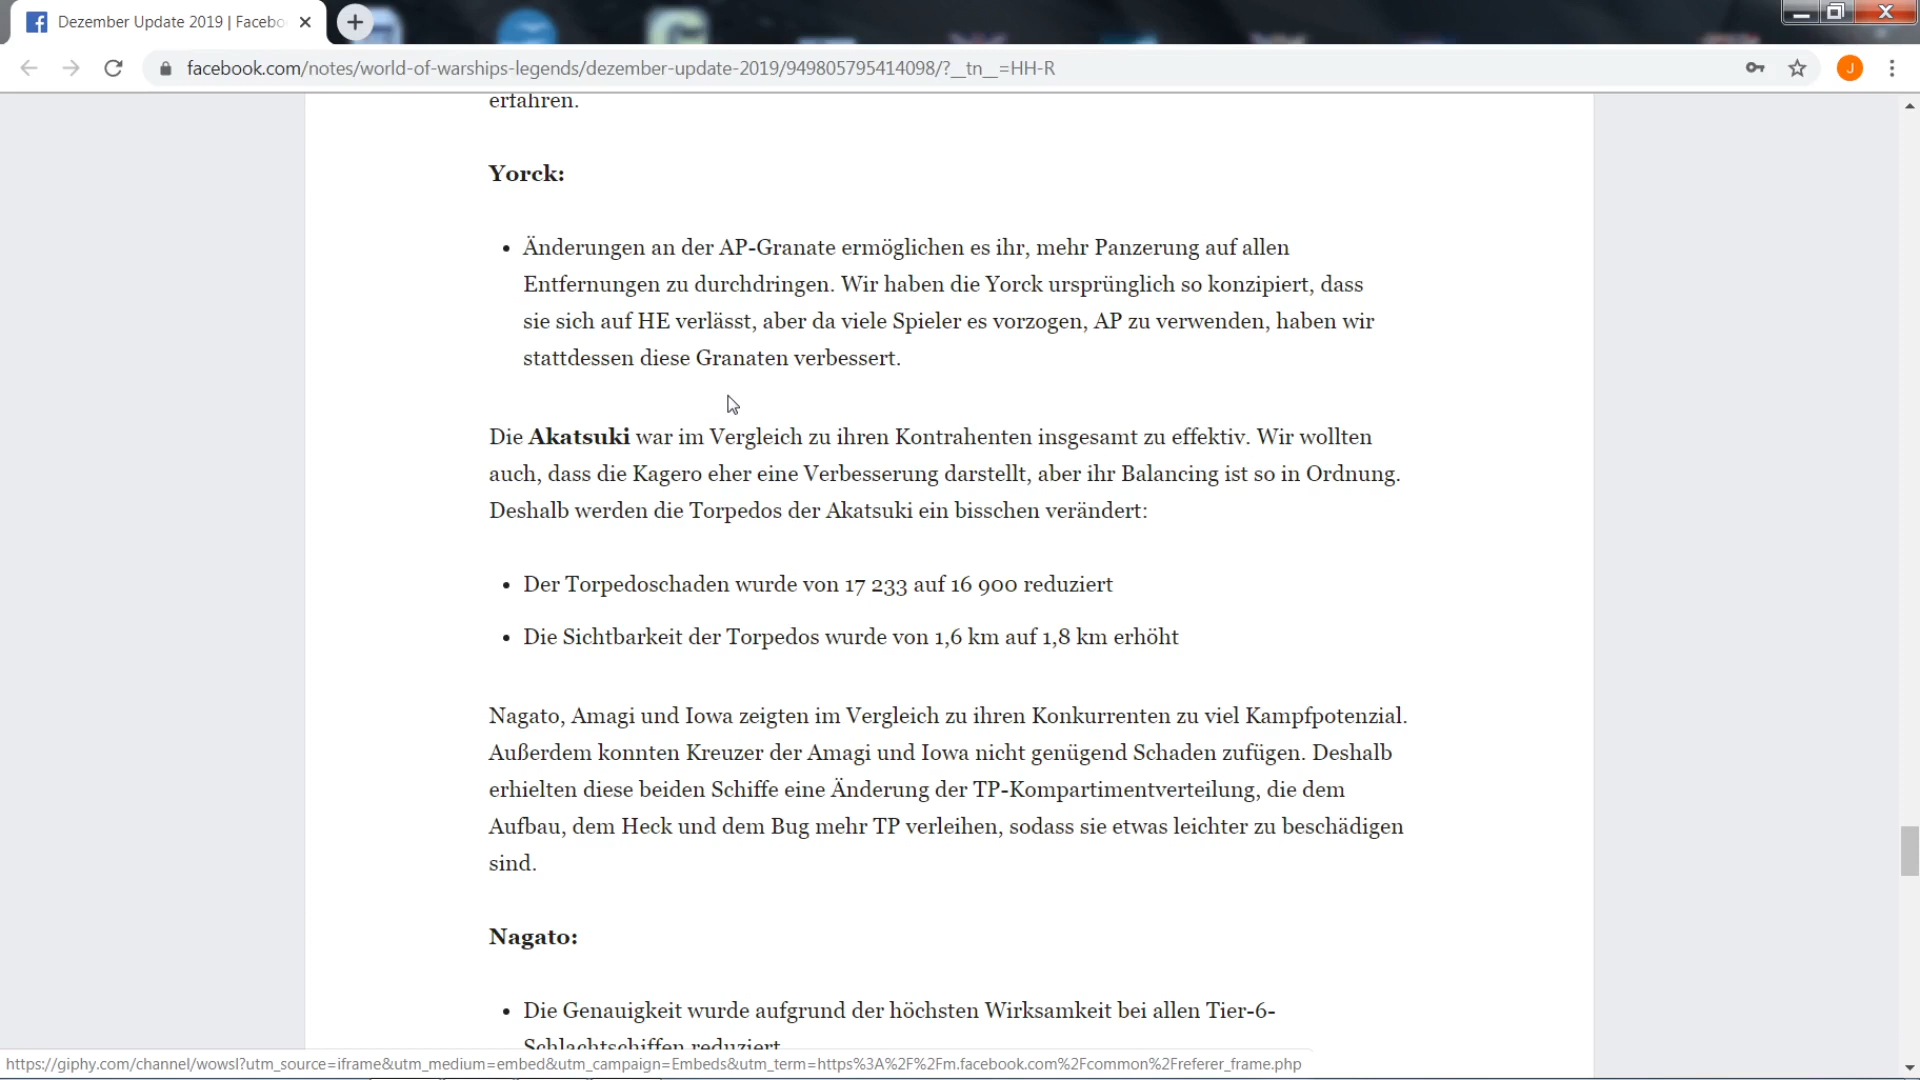 Dezember Update 2019 | Facebo
facebook.com/notes/world-of-warships-legends/dezember-update-2019/949805795414098/?__tn__=HH-R
J
erfahren.
Yorck:
• Änderungen an der AP-Granate ermöglichen es ihr, mehr Panzerung auf allen
Entfernungen zu durchdringen. Wir haben die Yorck ursprünglich so konzipiert, dass
sie sich auf HE verlässt, aber da viele Spieler es vorzogen, AP zu verwenden, haben wir
stattdessen diese Granaten verbessert.
Die Akatsuki war im Vergleich zu ihren Kontrahenten insgesamt zu effektiv. Wir wollten
auch, dass die Kagero eher eine Verbesserung darstellt, aber ihr Balancing ist so in Ordnung.
Deshalb werden die Torpedos der Akatsuki ein bisschen verändert:
• Der Torpedoschaden wurde von 17 233 auf 16 900 reduziert
• Die Sichtbarkeit der Torpedos wurde von 1,6 km auf 1,8 km erhöht
Nagato, Amagi und Iowa zeigten im Vergleich zu ihren Konkurrenten zu viel Kampfpotenzial.
Außerdem konnten Kreuzer der Amagi und Iowa nicht genügend Schaden zufügen. Deshalb
erhielten diese beiden Schiffe eine Änderung der TP-Kompartimentverteilung, die dem
Aufbau, dem Heck und dem Bug mehr TP verleihen, sodass sie etwas leichter zu beschädigen
sind.
Nagato:
• Die Genauigkeit wurde aufgrund der höchsten Wirksamkeit bei allen Tier-6-
Schlachtschiffen reduziert
https://giphy.com/channel/wowsl?utm_source=iframe&utm_medium=embed&utm_campaign=Embeds&utm_term=https%3A%2F%2Fm.facebook.com%2Fcommon%2Freferer_frame.php